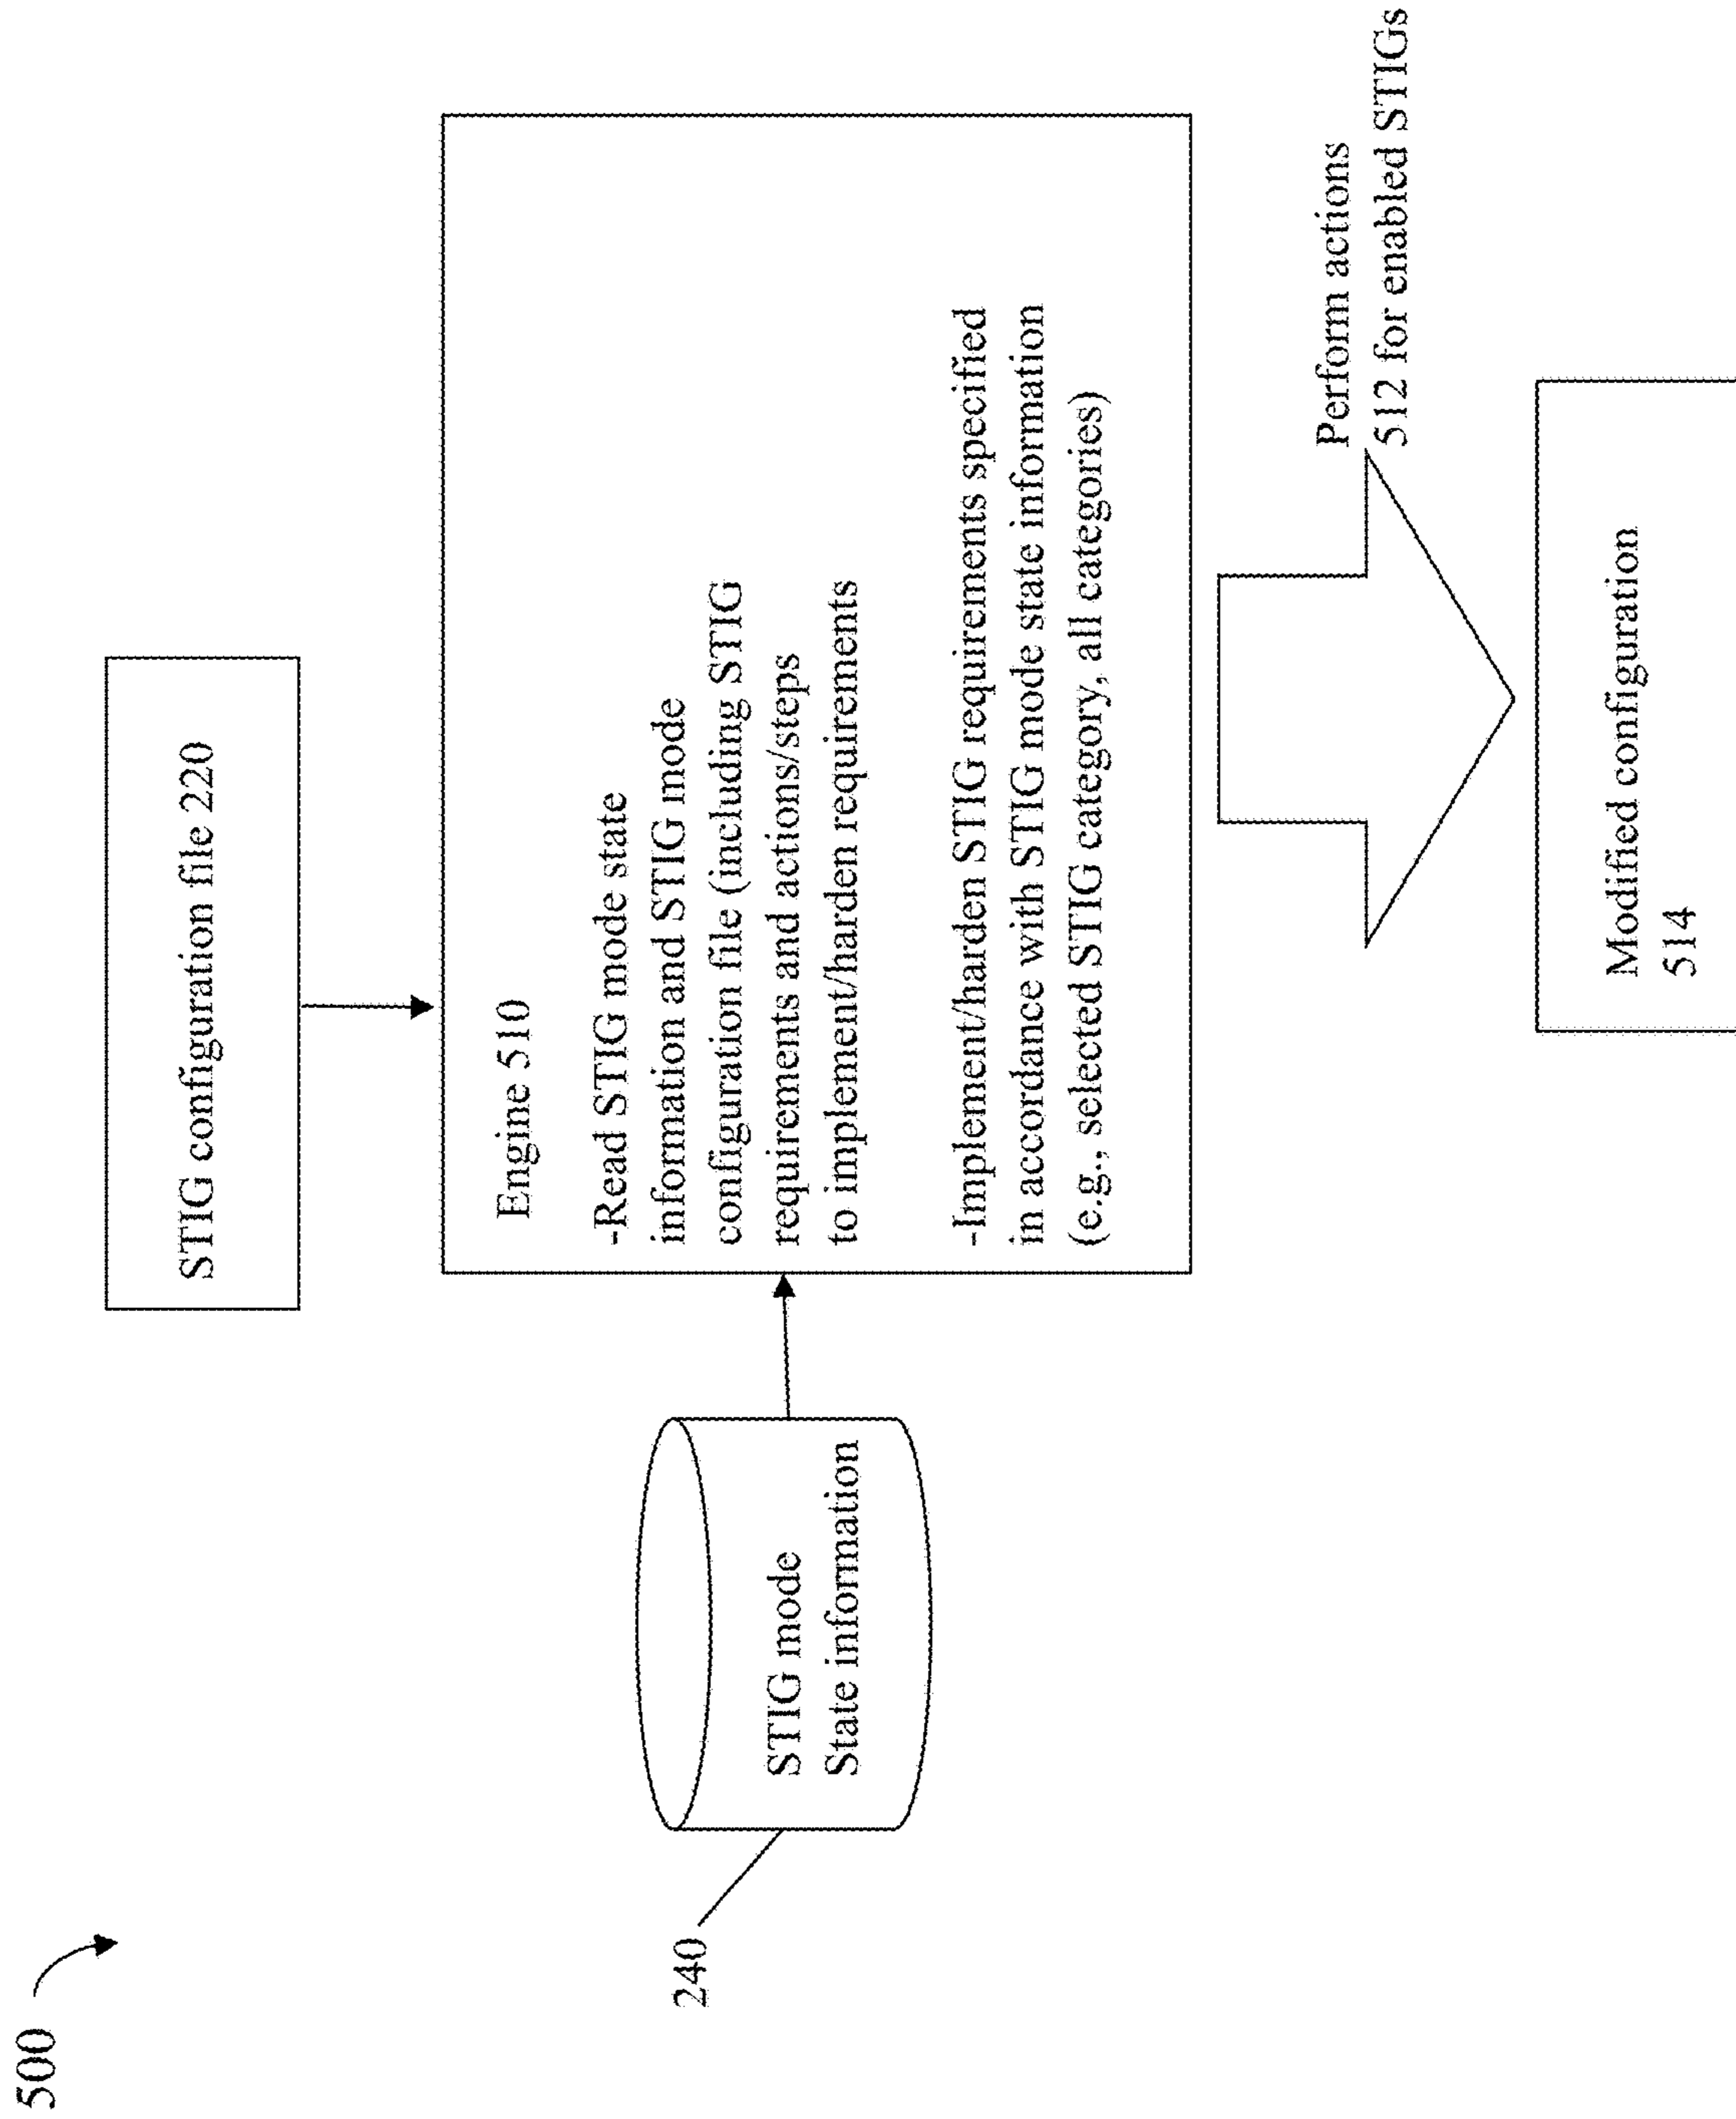 500
STIG configuration file 220
Engine 510
-Read STIG mode state
information and STIG mode
configuration file (including STIG
requirements and actions/steps
to implement/harden requirements
-Implement/harden STIG requirements specified
in accordance with STIG mode state information
(e.g., selected STIG category, all categories)
240
STIG mode
State information
Perform actions
512 for enabled STIGs
Modified configuration
514